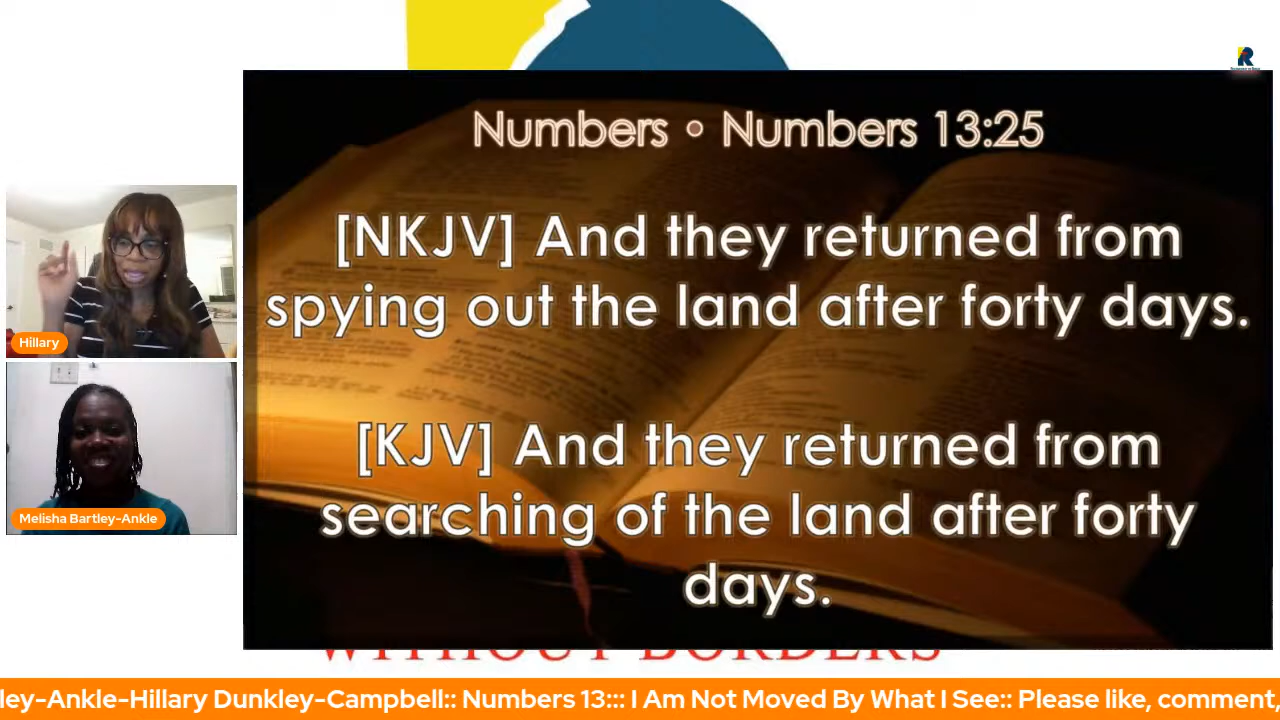 Numbers • Numbers 13:25
[NKJV] And they returned from
spying out the land after forty days.
[KJV] And they returned from
searching of the land after forty
days.
Hillary
Melisha Bartley-Ankle
WITHOUT BORDERS
ley-Ankle-Hillary Dunkley-Campbell:: Numbers 13::: I Am Not Moved By What I See:: Please like, comment,